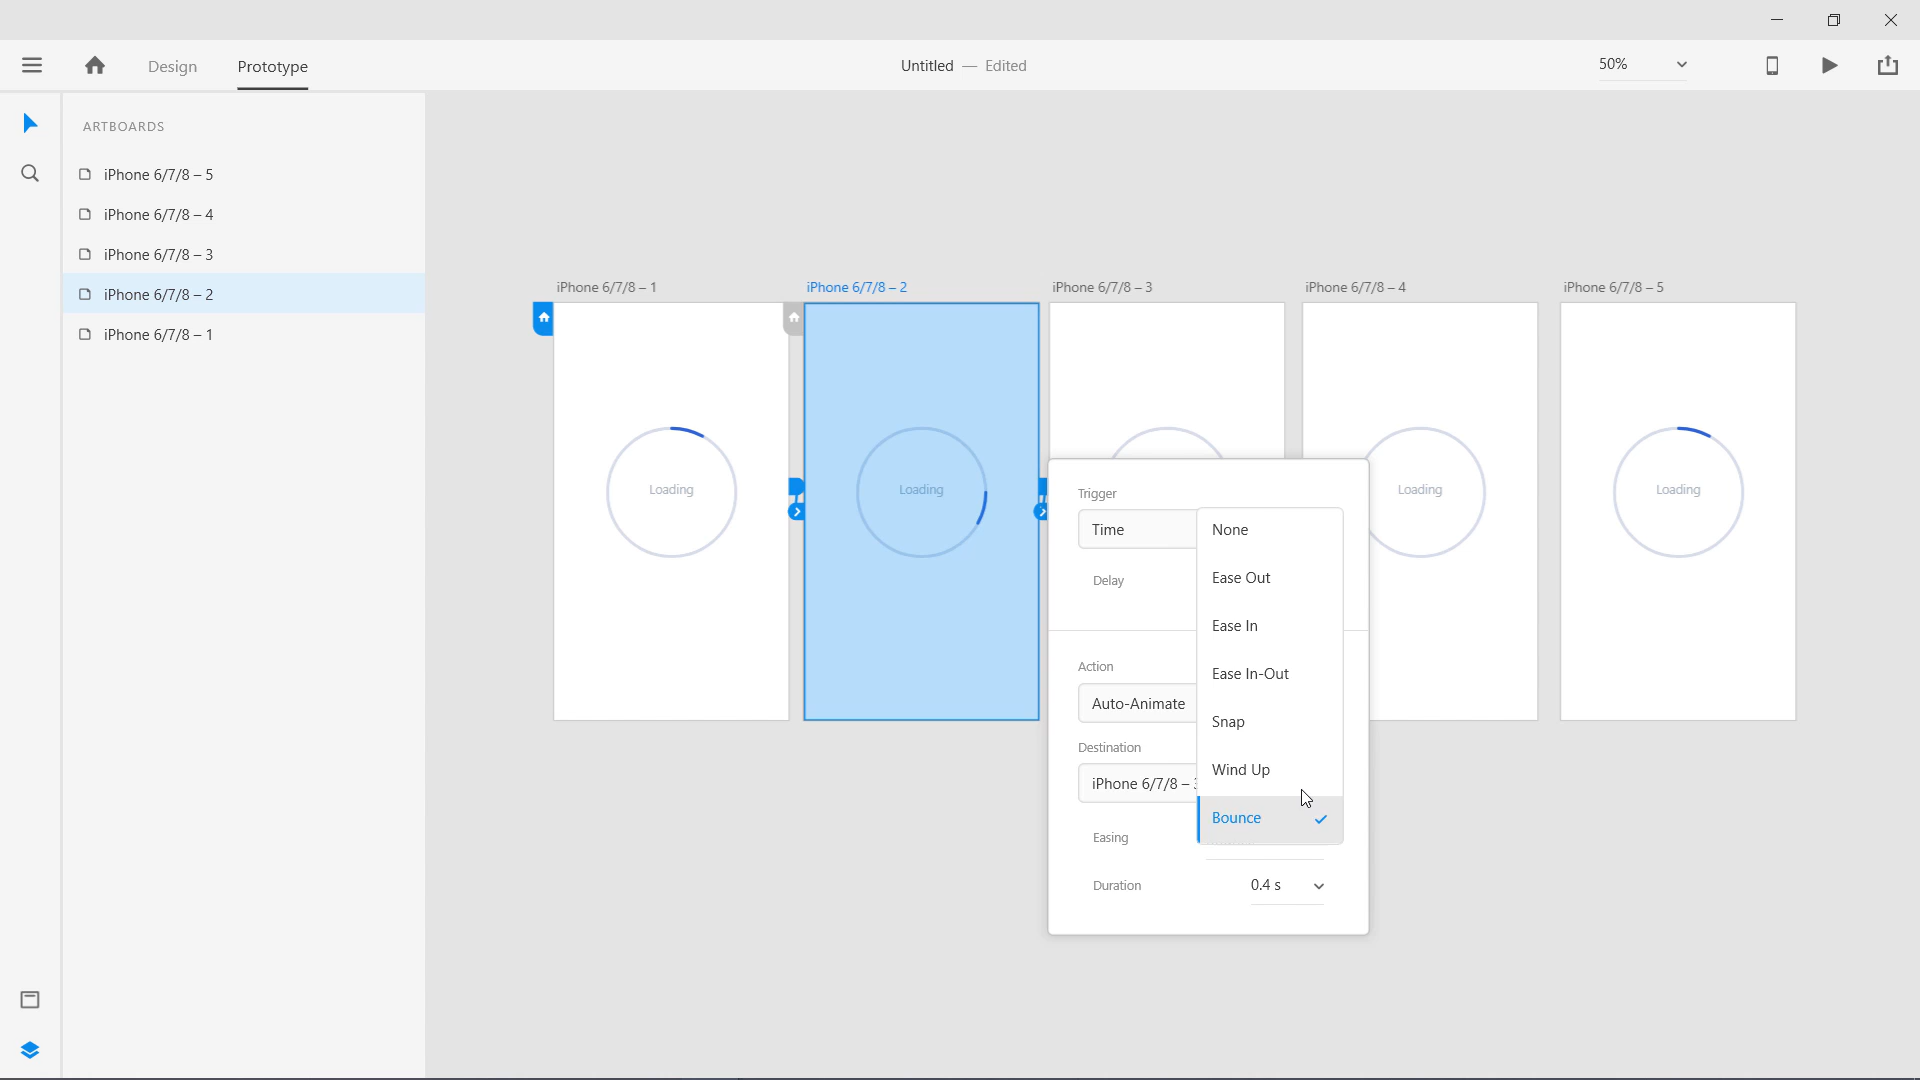 Design
Prototype
Untitled — Edited
50%
ARTBOARDS
iPhone 6/7/8 – 5
iPhone 6/7/8 – 4
iPhone 6/7/8 – 3
iPhone 6/7/8 – 2
iPhone 6/7/8 – 1
iPhone 6/7/8 – 1
iPhone 6/7/8 – 2
iPhone 6/7/8 – 3
iPhone 6/7/8 – 4
iPhone 6/7/8 – 5
Loading
Loading
Loading
Loading
Trigger
Time
Delay
Action
Auto-Animate
Destination
iPhone 6/7/8 – 3
Easing
Duration
0.4 s
None
Ease Out
Ease In
Ease In-Out
Snap
Wind Up
Bounce